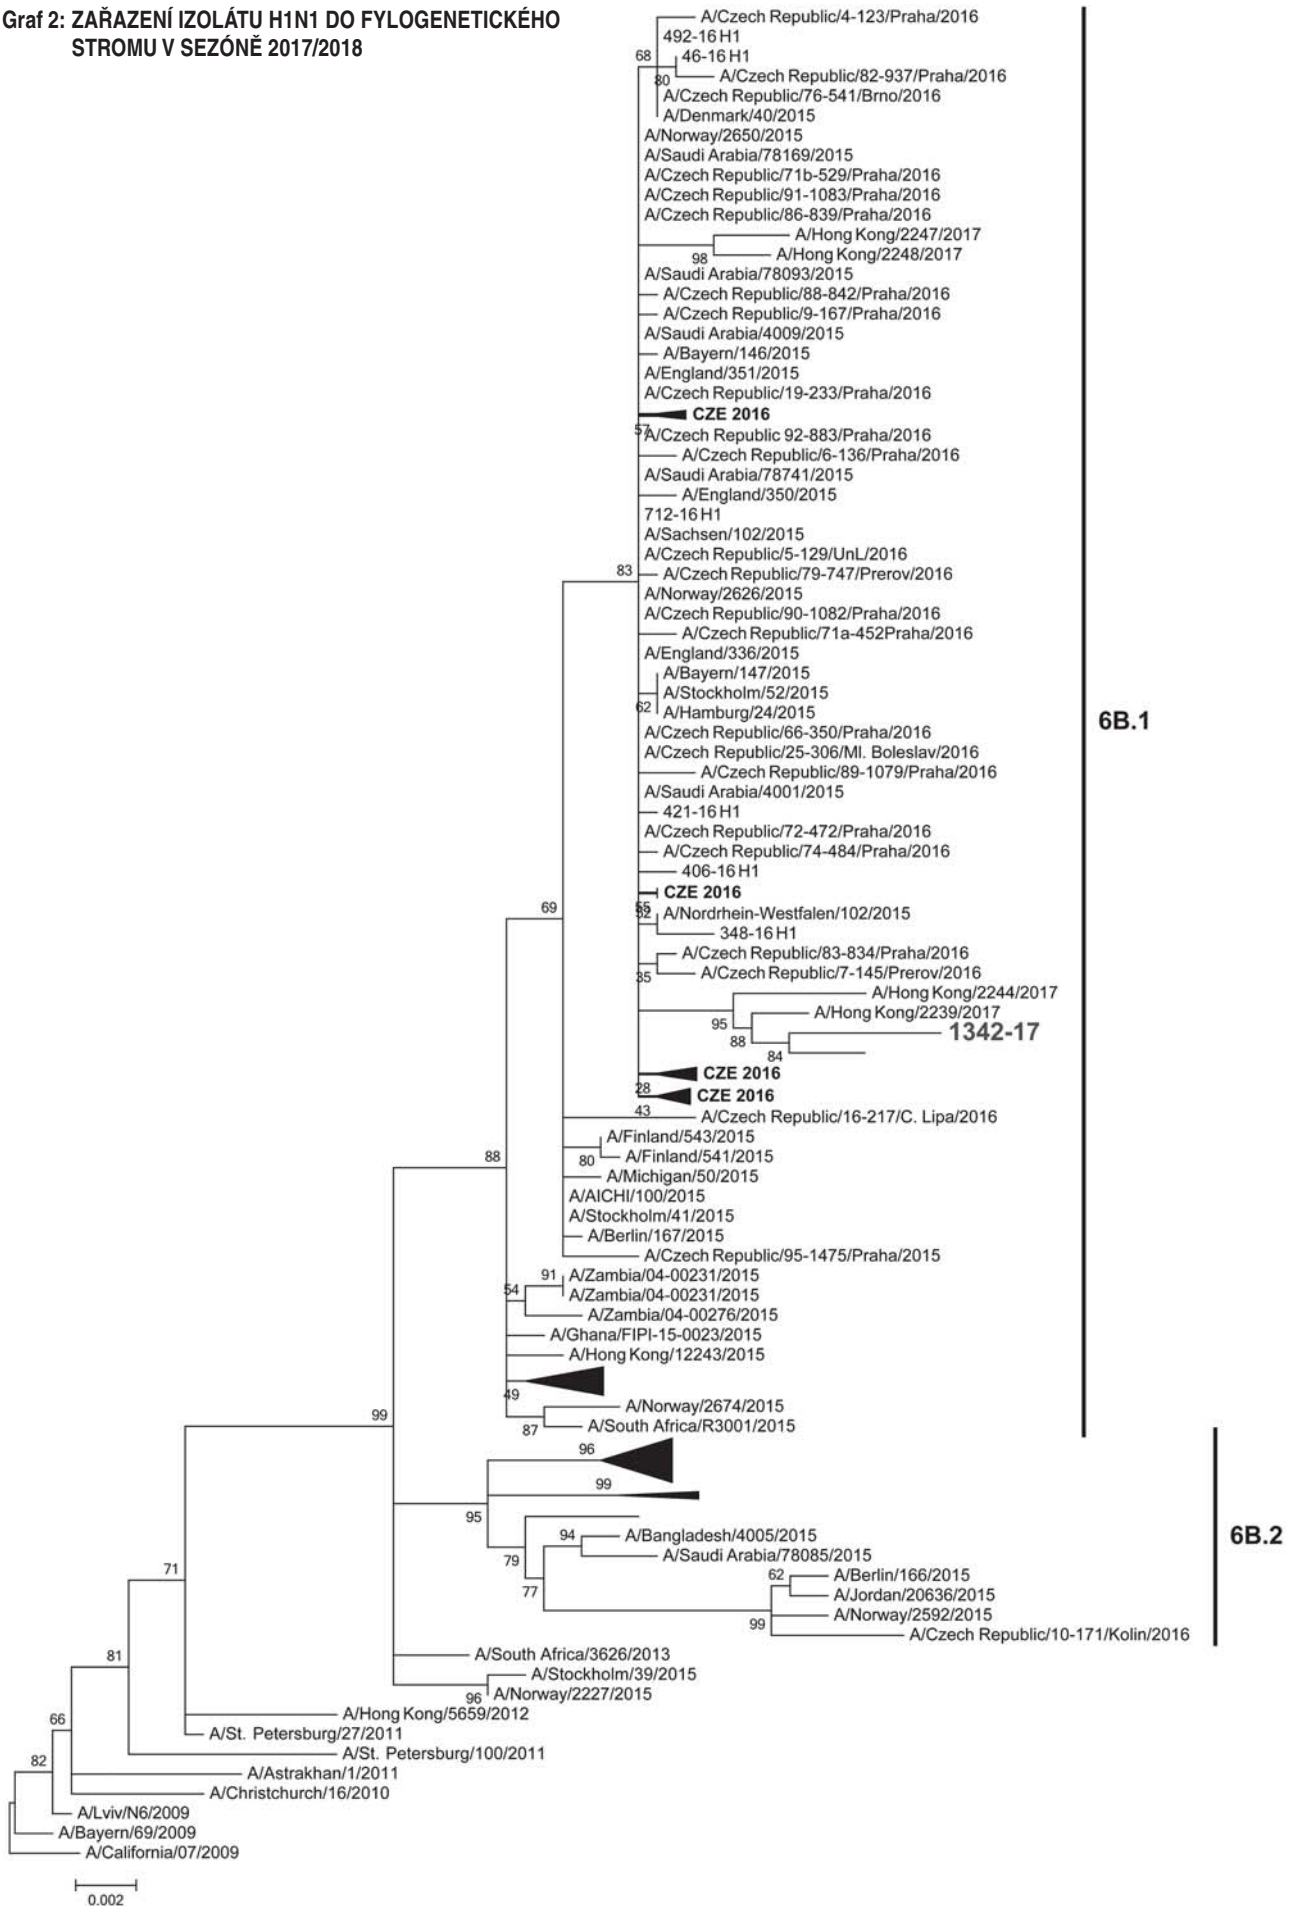 Graf 2: ZAŘAZENÍ IZOLÁTU H1N1 DO FYLOGENETICKÉHO
STROMU V SEZÓNĚ 2017/2018
A/Czech Republic/4-123/Praha/2016
492-16 H1
68
46-16 H1
80
A/Czech Republic/82-937/Praha/2016
A/Czech Republic/76-541/Brno/2016
A/Denmark/40/2015
A/Norway/2650/2015
A/Saudi Arabia/78169/2015
A/Czech Republic/71b-529/Praha/2016
A/Czech Republic/91-1083/Praha/2016
A/Czech Republic/86-839/Praha/2016
A/Hong Kong/2247/2017
98
A/Hong Kong/2248/2017
A/Saudi Arabia/78093/2015
A/Czech Republic/88-842/Praha/2016
A/Czech Republic/9-167/Praha/2016
A/Saudi Arabia/4009/2015
A/Bayern/146/2015
A/England/351/2015
A/Czech Republic/19-233/Praha/2016
CZE 2016
57
A/Czech Republic 92-883/Praha/2016
A/Czech Republic/6-136/Praha/2016
A/Saudi Arabia/78741/2015
A/England/350/2015
712-16 H1
A/Sachsen/102/2015
A/Czech Republic/5-129/UnL/2016
83
A/Czech Republic/79-747/Prerov/2016
A/Norway/2626/2015
A/Czech Republic/90-1082/Praha/2016
A/Czech Republic/71a-452Praha/2016
A/England/336/2015
A/Bayern/147/2015
A/Stockholm/52/2015
62
A/Hamburg/24/2015
6B.1
A/Czech Republic/66-350/Praha/2016
A/Czech Republic/25-306/Ml. Boleslav/2016
A/Czech Republic/89-1079/Praha/2016
A/Saudi Arabia/4001/2015
421-16 H1
A/Czech Republic/72-472/Praha/2016
A/Czech Republic/74-484/Praha/2016
406-16 H1
CZE 2016
69
A/Nordrhein-Westfalen/102/2015
348-16 H1
A/Czech Republic/83-834/Praha/2016
35
A/Czech Republic/7-145/Prerov/2016
A/Hong Kong/2244/2017
A/Hong Kong/2239/2017
95
1342-17
88
84
CZE 2016
28
CZE 2016
43
A/Czech Republic/16-217/C. Lipa/2016
A/Finland/543/2015
88
80
A/Finland/541/2015
A/Michigan/50/2015
A/AICHI/100/2015
A/Stockholm/41/2015
A/Berlin/167/2015
A/Czech Republic/95-1475/Praha/2015
91
A/Zambia/04-00231/2015
54
A/Zambia/04-00231/2015
A/Zambia/04-00276/2015
A/Ghana/FIPI-15-0023/2015
A/Hong Kong/12243/2015
49
A/Norway/2674/2015
99
87
A/South Africa/R3001/2015
96
99
95
94
A/Bangladesh/4005/2015
6B.2
79
A/Saudi Arabia/78085/2015
71
62
A/Berlin/166/2015
77
A/Jordan/20636/2015
99
A/Norway/2592/2015
A/Czech Republic/10-171/Kolin/2016
81
A/South Africa/3626/2013
A/Stockholm/39/2015
96
A/Norway/2227/2015
A/Hong Kong/5659/2012
66
A/St. Petersburg/27/2011
A/St. Petersburg/100/2011
82
A/Astrakhan/1/2011
A/Christchurch/16/2010
A/Lviv/N6/2009
A/Bayern/69/2009
A/California/07/2009
0.002